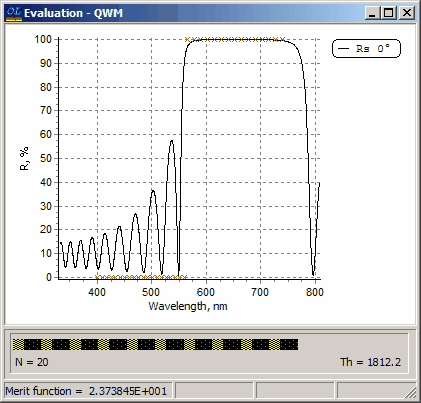 OL Evaluation - QWM
Rs 0°
R, %
100
90
80
70
60
50
40
30
20
10
0
400 500 600 700 800
Wavelength, nm
N = 20 Th = 1812.2
Merit function = 2.373845E+001